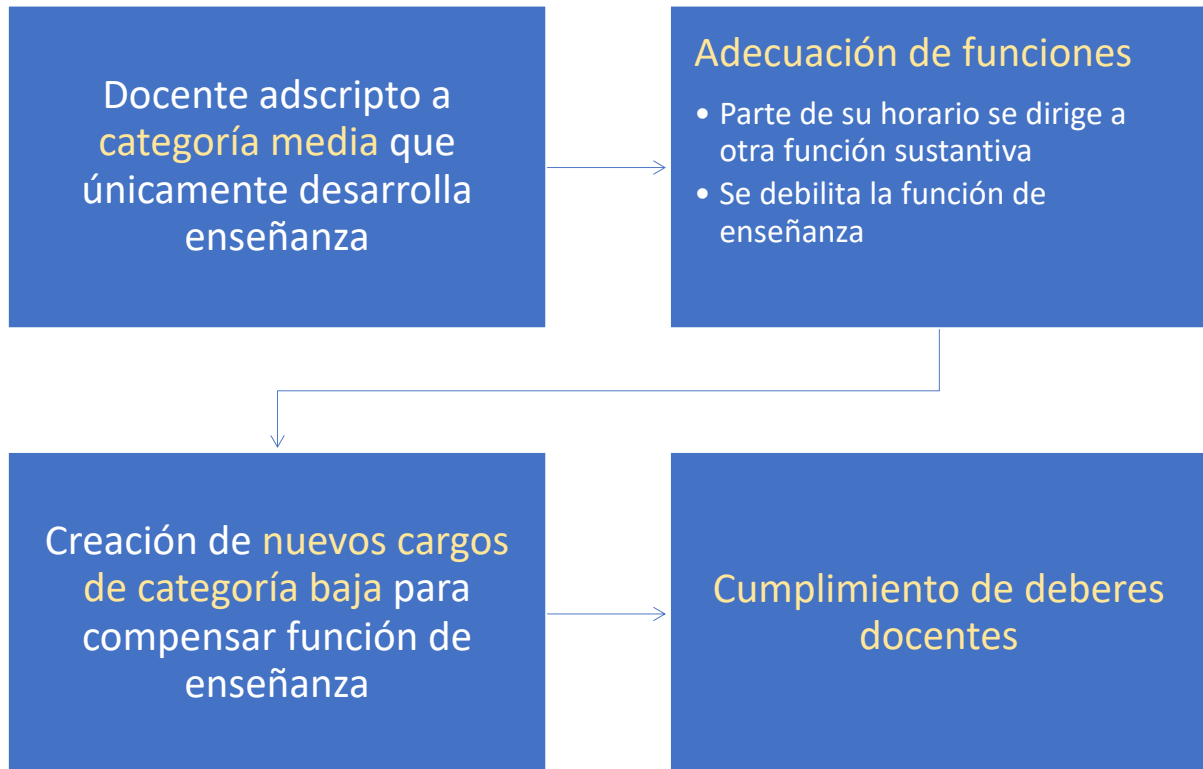 Docente adscripto a
categoría media que
únicamente desarrolla
enseñanza
Adecuación de funciones
• Parte de su horario se dirige a
otra función sustantiva
• Se debilita la función de
enseñanza
Creación de nuevos cargos
de categoría baja para
compensar función de
enseñanza
Cumplimiento de deberes
docentes